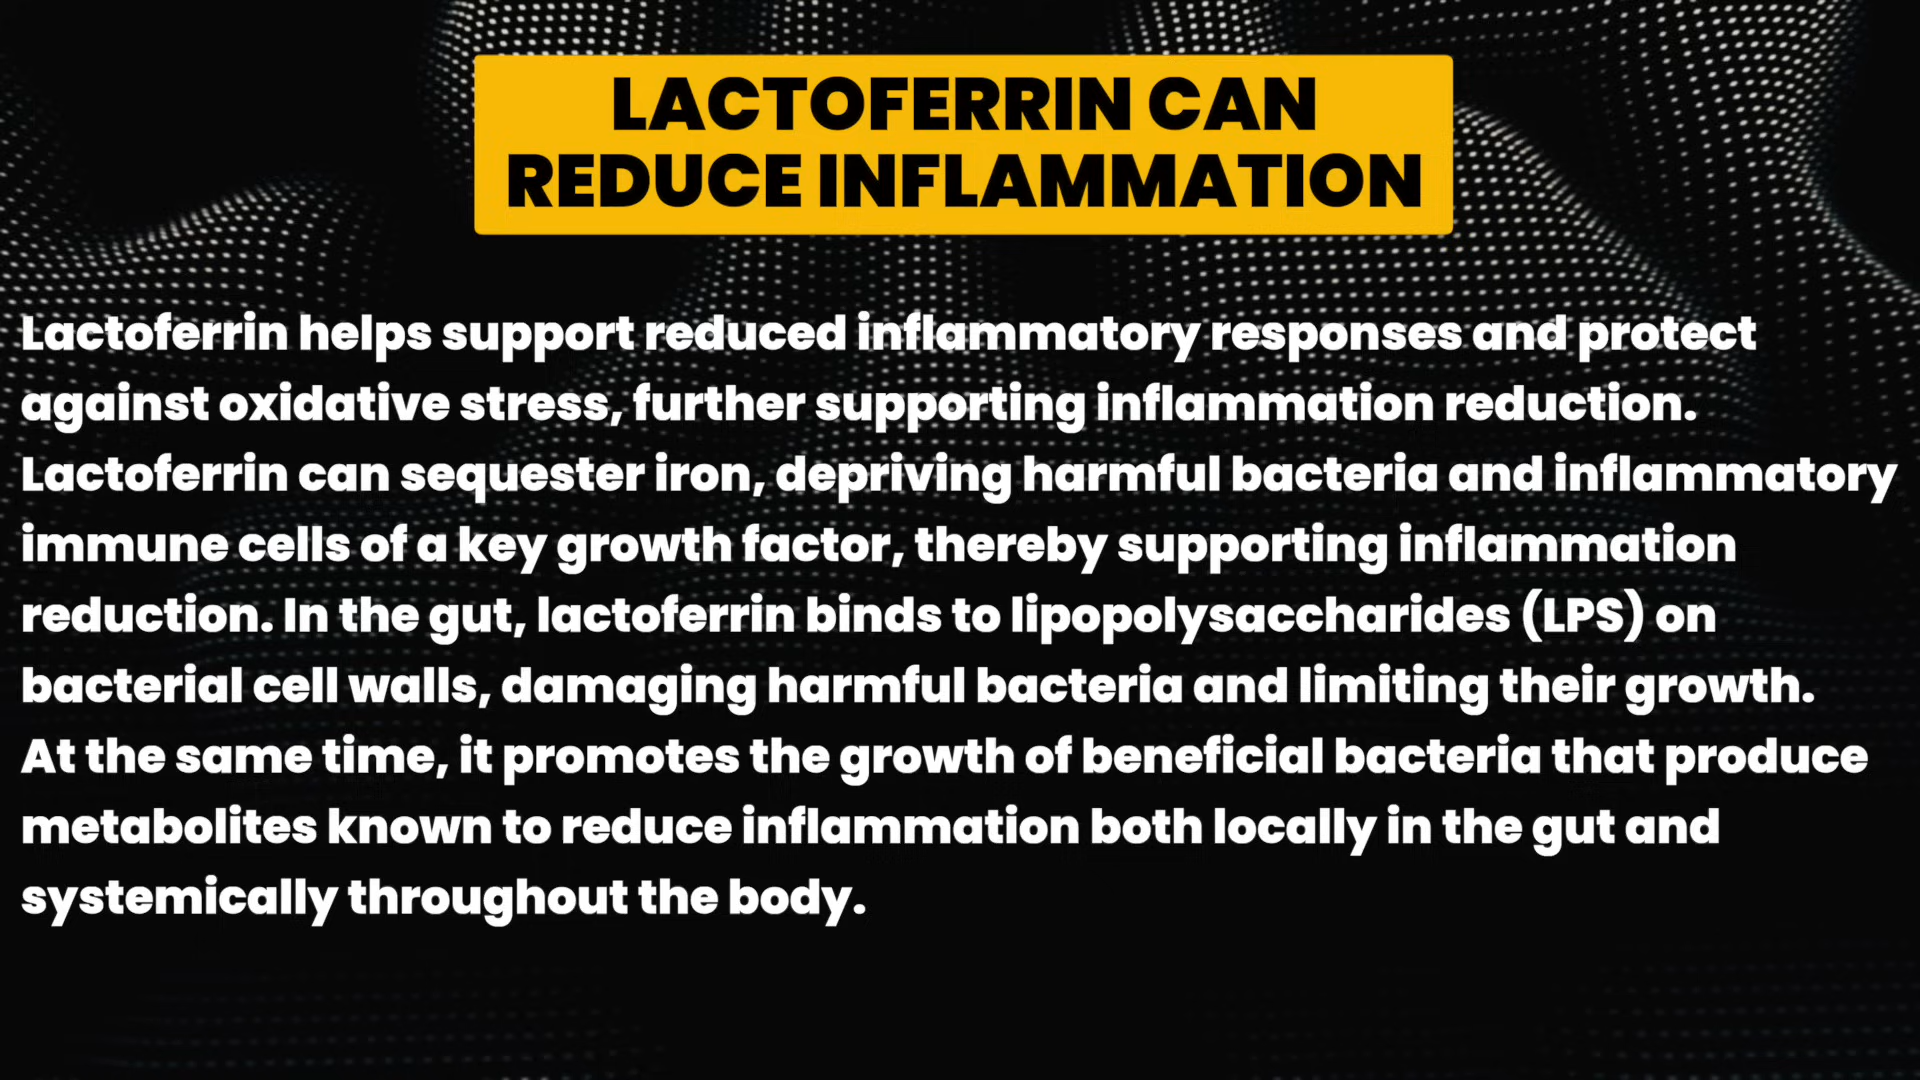 LACTOFERRIN CAN
REDUCE INFLAMMATION
Lactoferrin helps support reduced inflammatory responses and protect
against oxidative stress, further supporting inflammation reduction.
Lactoferrin can sequester iron, depriving harmful bacteria and inflammatory
immune cells of a key growth factor, thereby supporting inflammation
reduction. In the gut, lactoferrin binds to lipopolysaccharides (LPS) on
bacterial cell walls, damaging harmful bacteria and limiting their growth.
At the same time, it promotes the growth of beneficial bacteria that produce
metabolites known to reduce inflammation both locally in the gut and
systemically throughout the body.